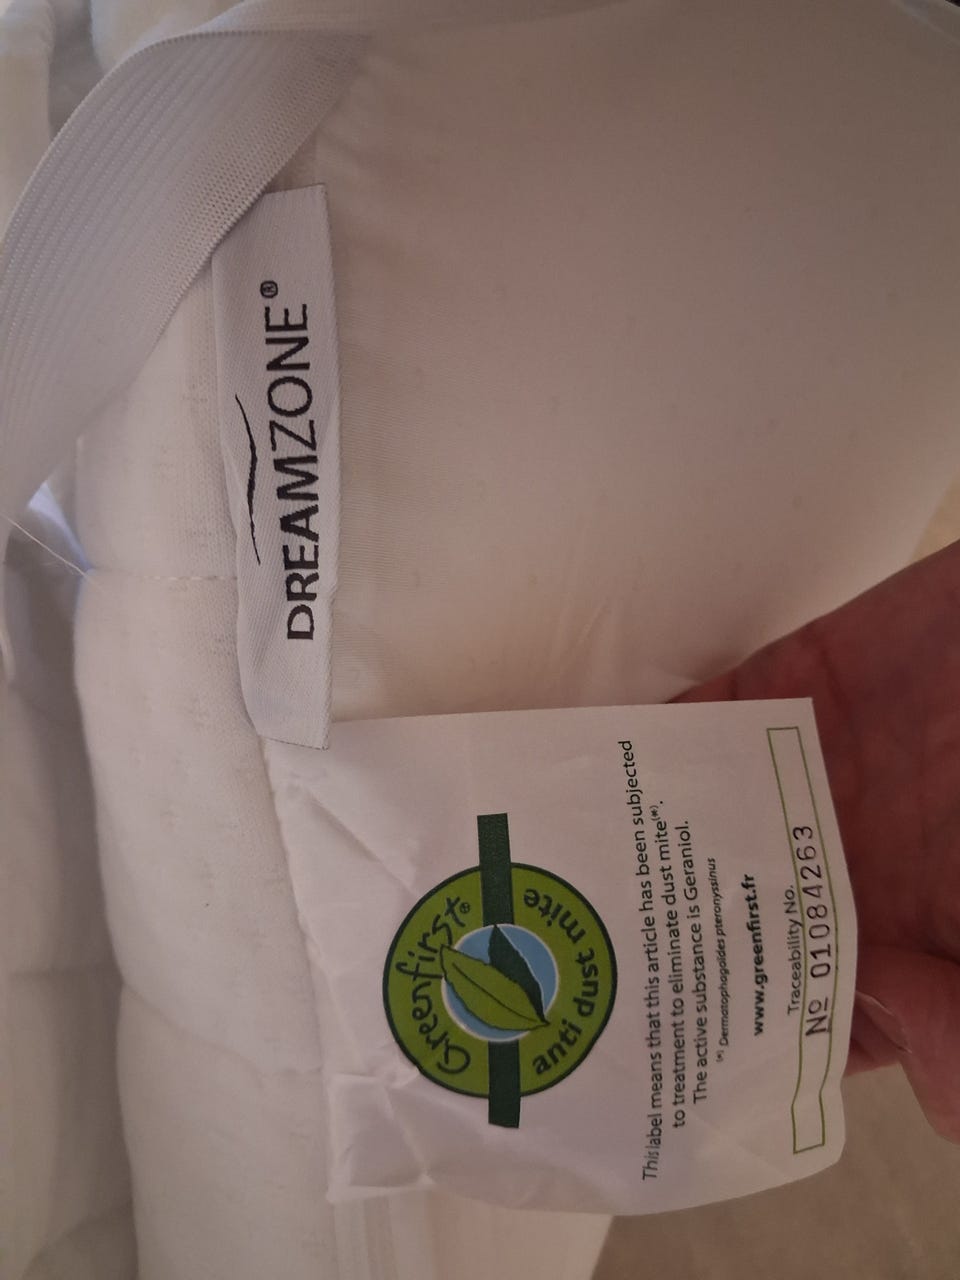 DREAMZONE®
Greenfirst®
anti dust mite
This label means that this article has been subjected
to treatment to eliminate dust mite(*).
The active substance is Geraniol.
(*) Dermatophagoïdes pteronyssinus
www.greenfirst.fr
Traceability No.
Nº 01084263